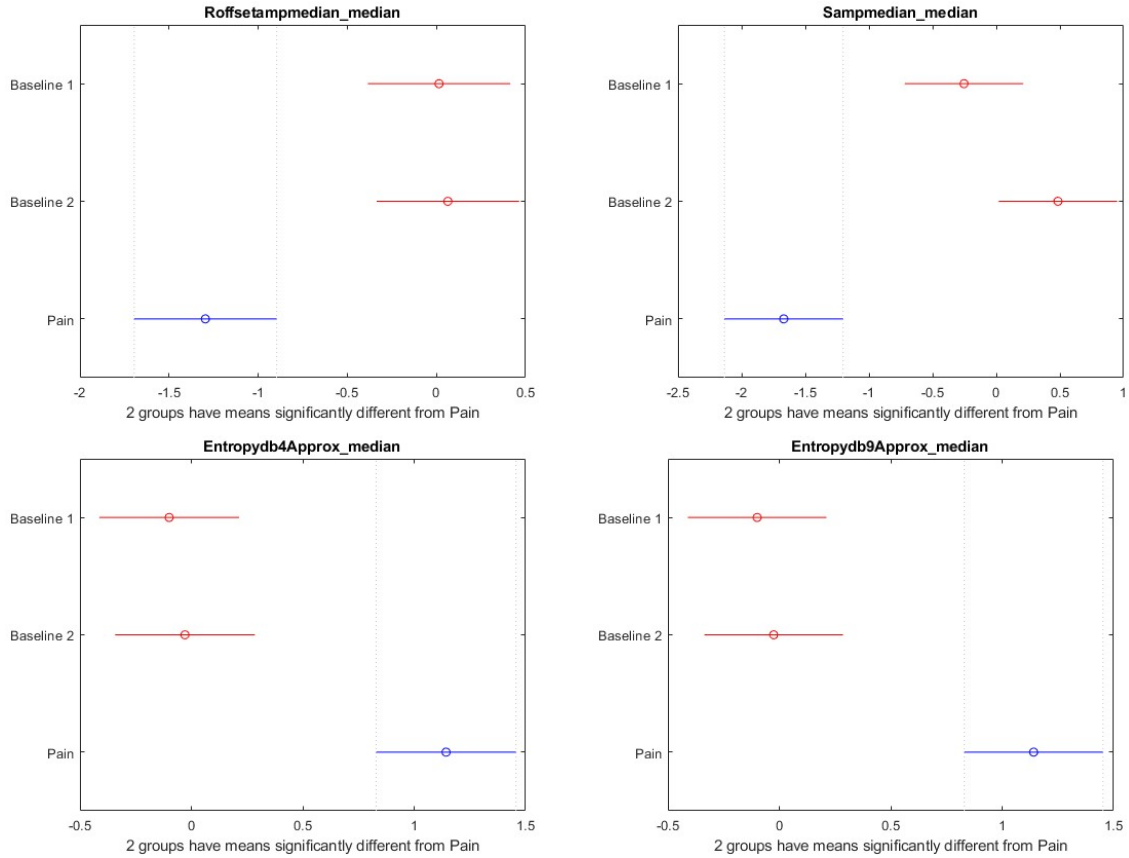 Roffsetampmedian_median
Baseline 1
Baseline 2
Pain
-2 -1.5 -1 -0.5 0 0.5
2 groups have means significantly different from Pain
Sampmedian_median
Baseline 1
Baseline 2
Pain
-2.5 -2 -1.5 -1 -0.5 0 0.5 1
2 groups have means significantly different from Pain
Entropydb4Approx_median
Baseline 1
Baseline 2
Pain
-0.5 0 0.5 1 1.5
2 groups have means significantly different from Pain
Entropydb9Approx_median
Baseline 1
Baseline 2
Pain
-0.5 0 0.5 1 1.5
2 groups have means significantly different from Pain